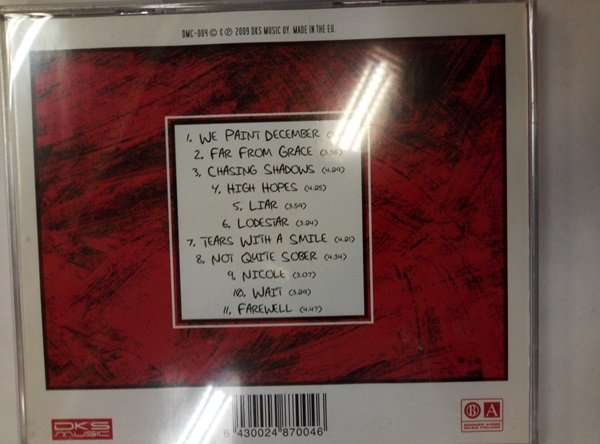 DMC-004 © & ℗ 2009 DKS MUSIC OY. MADE IN THE EU.
1. WE PAINT DECEMBER
2. FAR FROM GRACE
3. CHASING SHADOWS (4.29)
4. HIGH HOPES (4.25)
5. LIAR (3.59)
6. LODESTAR (3.24)
7. TEARS WITH A SMILE (4.21)
8. NOT QUITE SOBER (4.34)
9. NICOLE (3.07)
10. WAIT (3.29)
11. FAREWELL (4.47)
DKS
MUSIC
6 430024 870046
A